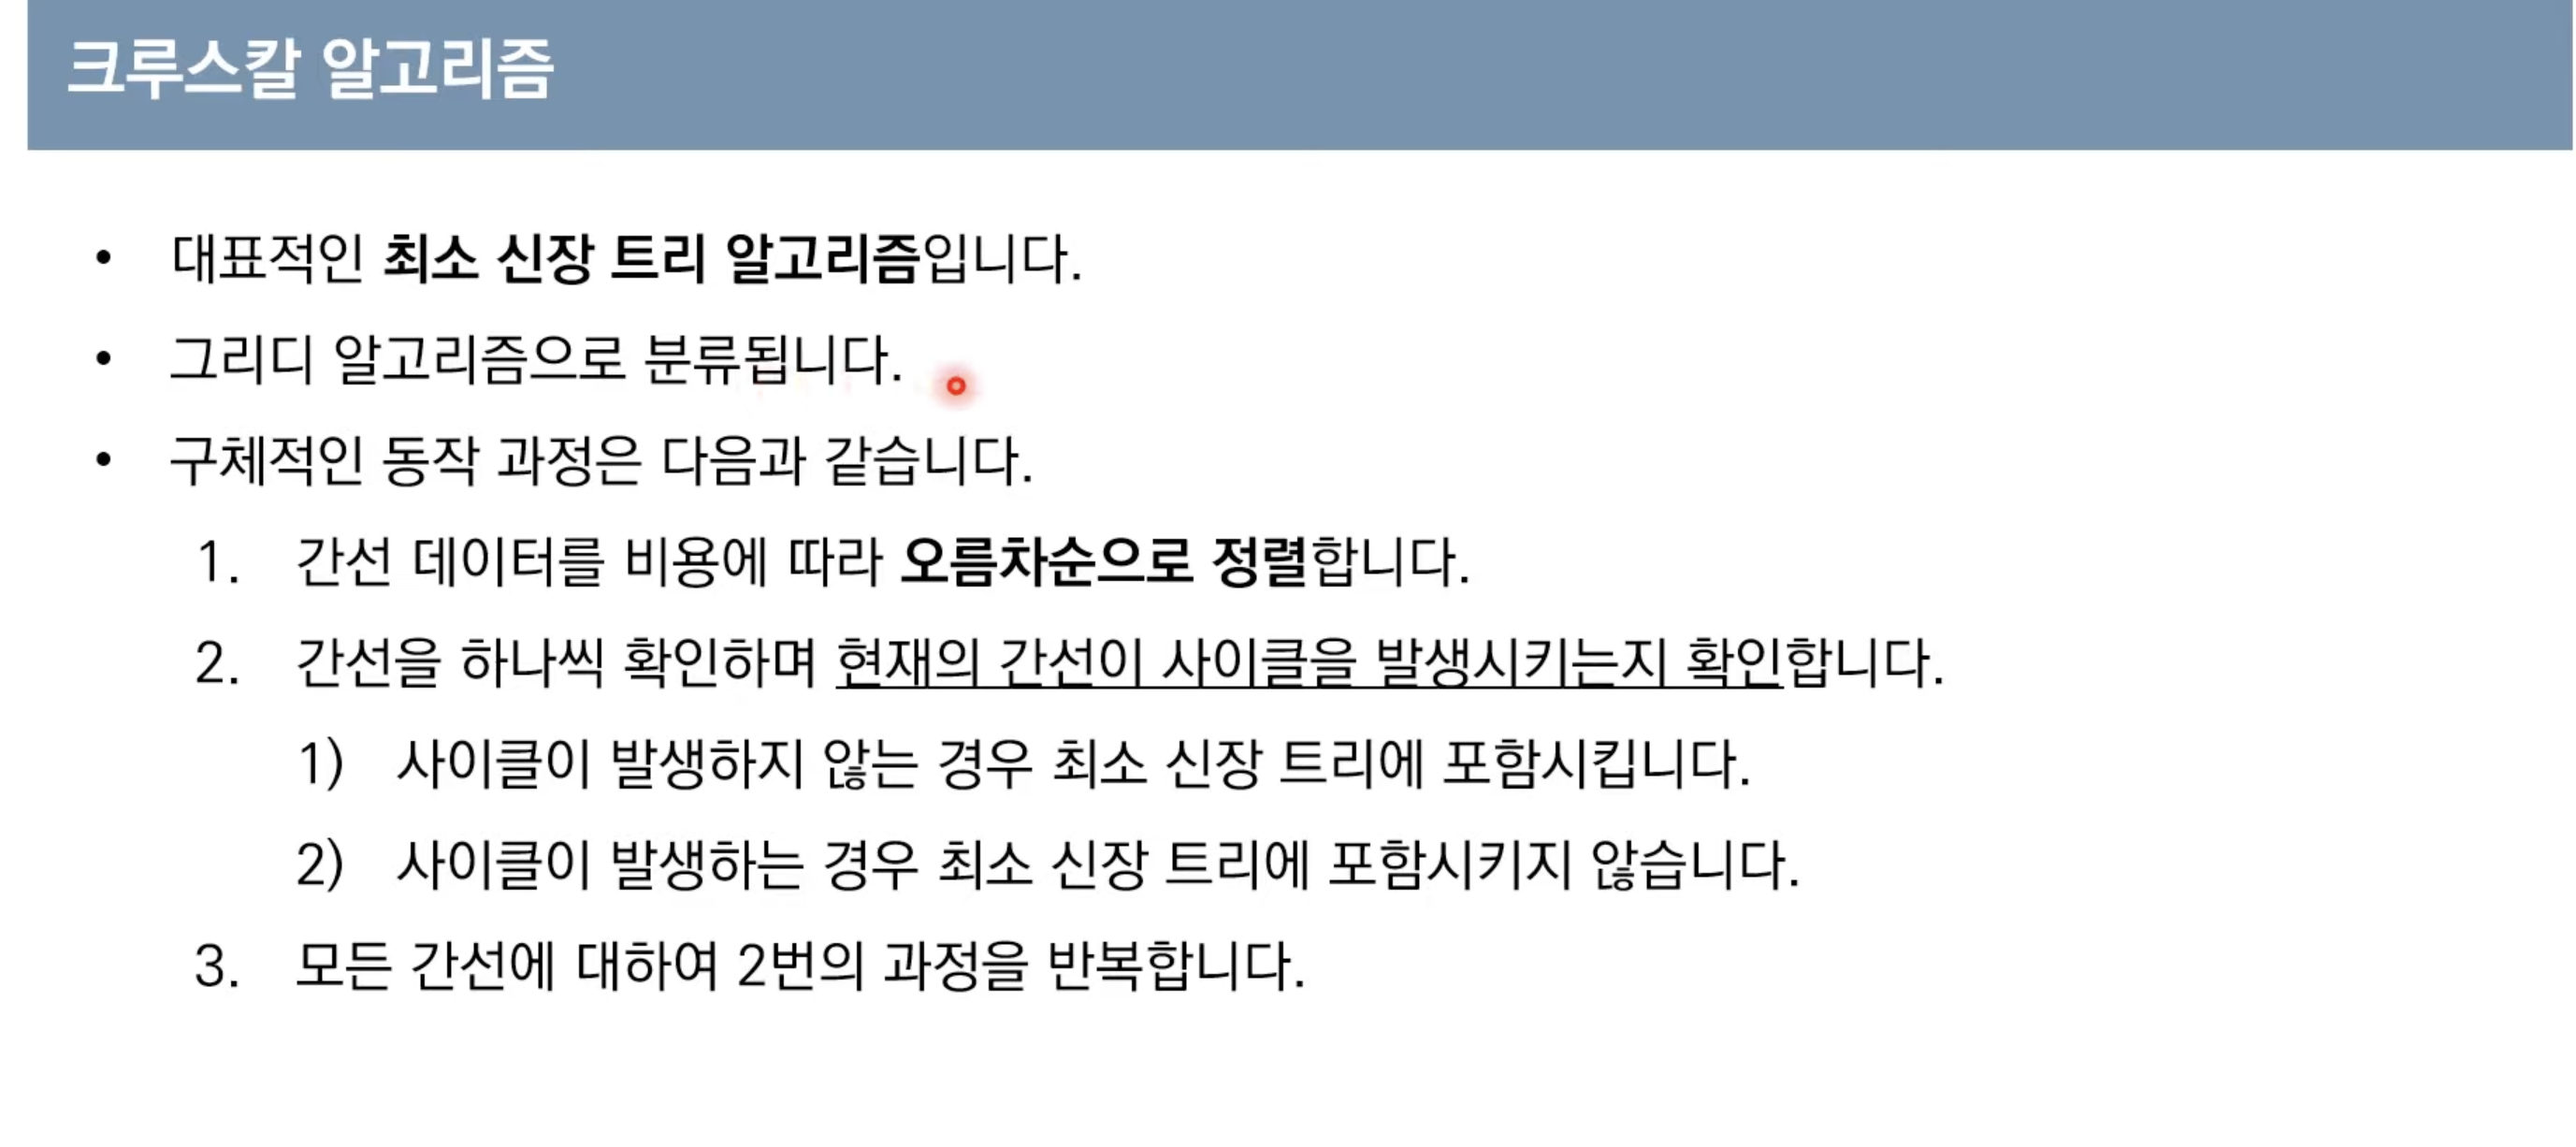 크루스칼 알고리즘
• 대표적인 최소 신장 트리 알고리즘입니다.
• 그리디 알고리즘으로 분류됩니다.
• 구체적인 동작 과정은 다음과 같습니다.
1. 간선 데이터를 비용에 따라 오름차순으로 정렬합니다.
2. 간선을 하나씩 확인하며 현재의 간선이 사이클을 발생시키는지 확인합니다.
1) 사이클이 발생하지 않는 경우 최소 신장 트리에 포함시킵니다.
2) 사이클이 발생하는 경우 최소 신장 트리에 포함시키지 않습니다.
3. 모든 간선에 대하여 2번의 과정을 반복합니다.